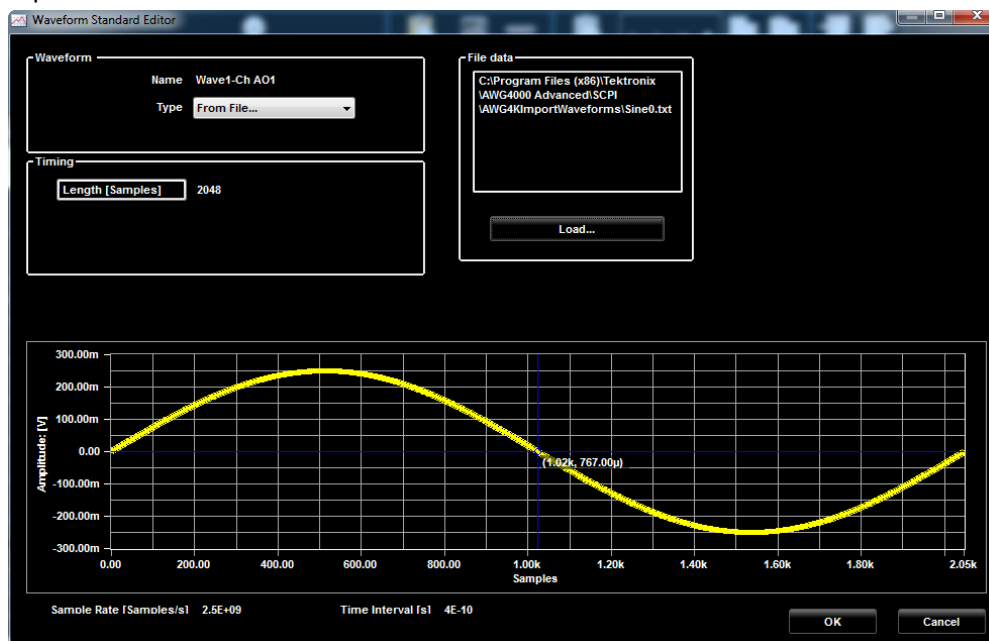 Waveform Standard Editor
Waveform
Name Wave1-Ch AO1
Type From File...
Timing
Length [Samples] 2048
File data
C:\Program Files (x86)\Tektronix
\AWG4000 Advanced\SCPI
\AWG4KImportWaveforms\Sine0.txt
Load...
Amplitude: [V]
300.00m
200.00m
100.00m
0.00
-100.00m
-200.00m
-300.00m
(1.02k, 767.00µ)
0.00 200.00 400.00 600.00 800.00 1.00k 1.20k 1.40k 1.60k 1.80k 2.05k
Samples
Sample Rate [Samples/s] 2.5E+09 Time Interval [s] 4E-10
OK Cancel